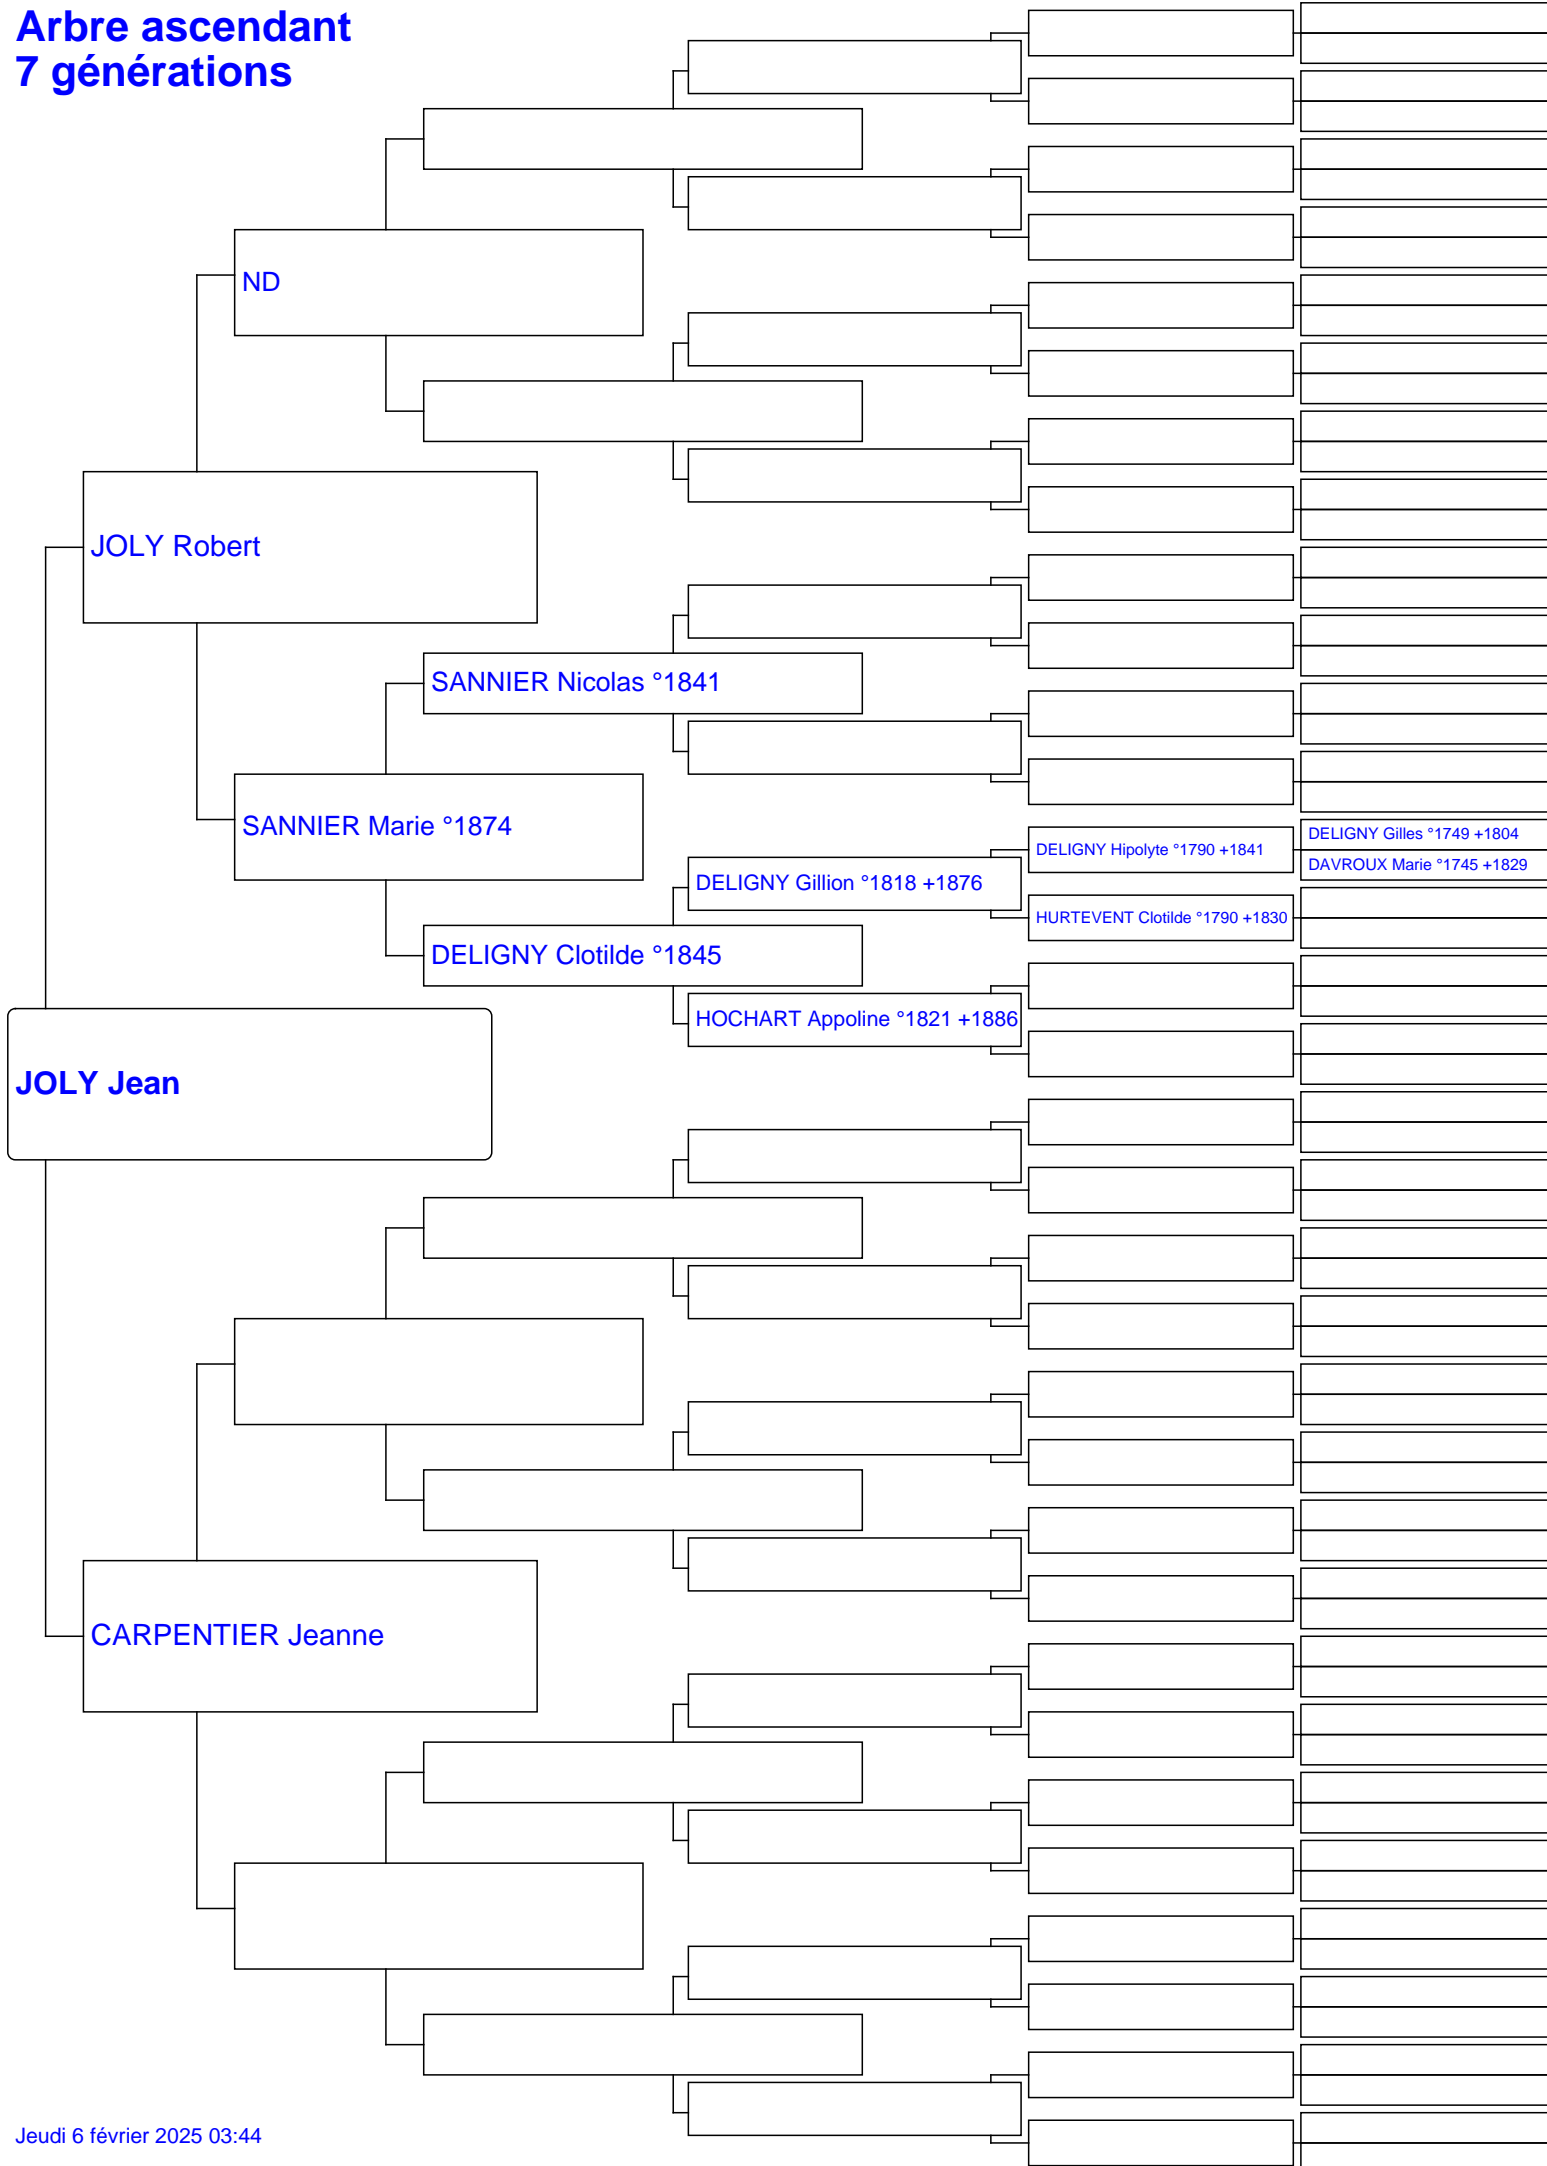 Arbre ascendant
7 générations
ND
JOLY Robert
SANNIER Nicolas °1841
SANNIER Marie °1874
DELIGNY Gilles °1749 +1804
DELIGNY Hipolyte °1790 +1841
DAVROUX Marie °1745 +1829
DELIGNY Gillion °1818 +1876
HURTEVENT Clotilde °1790 +1830
DELIGNY Clotilde °1845
HOCHART Appoline °1821 +1886
JOLY Jean
CARPENTIER Jeanne
Jeudi 6 février 2025 03:44